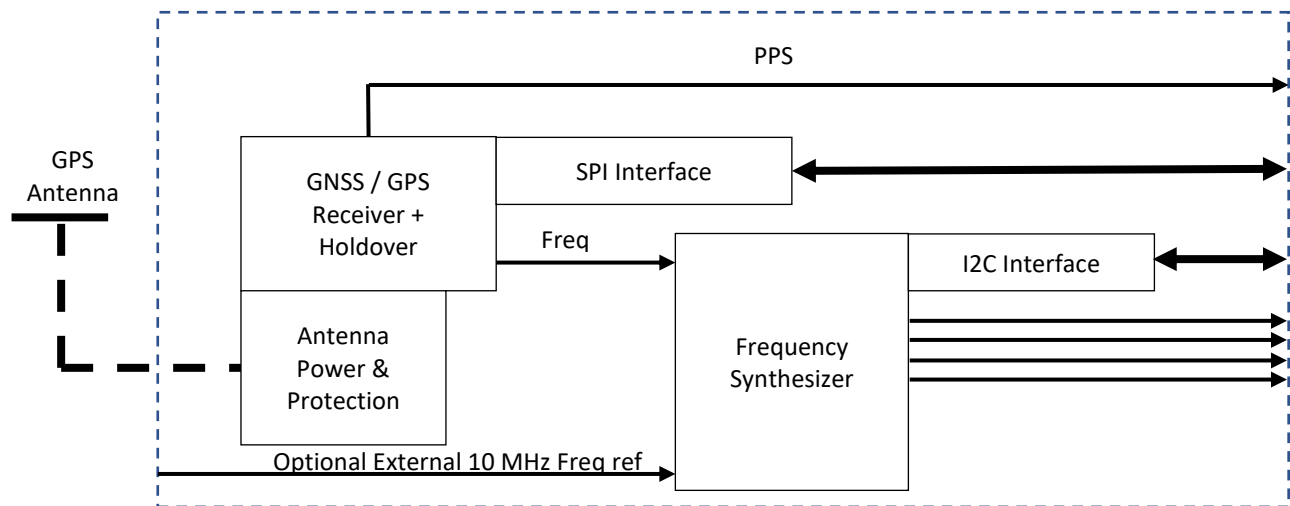 PPS
GPS
Antenna
GNSS / GPS
Receiver +
Holdover
SPI Interface
Freq
I2C Interface
Antenna
Power &
Protection
Frequency
Synthesizer
Optional External 10 MHz Freq ref